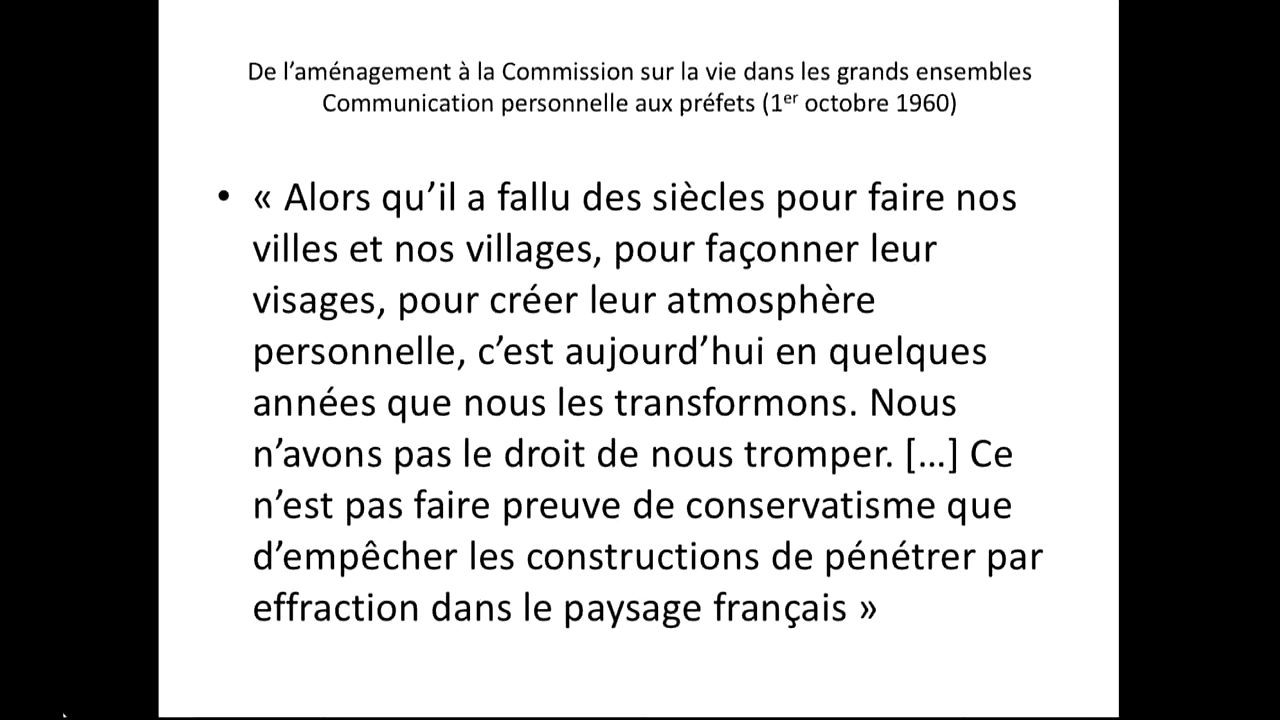 De l’aménagement à la Commission sur la vie dans les grands ensembles
Communication personnelle aux préfets (1er octobre 1960)
• « Alors qu’il a fallu des siècles pour faire nos
villes et nos villages, pour façonner leur
visages, pour créer leur atmosphère
personnelle, c’est aujourd’hui en quelques
années que nous les transformons. Nous
n’avons pas le droit de nous tromper. […] Ce
n’est pas faire preuve de conservatisme que
d’empêcher les constructions de pénétrer par
effraction dans le paysage français »